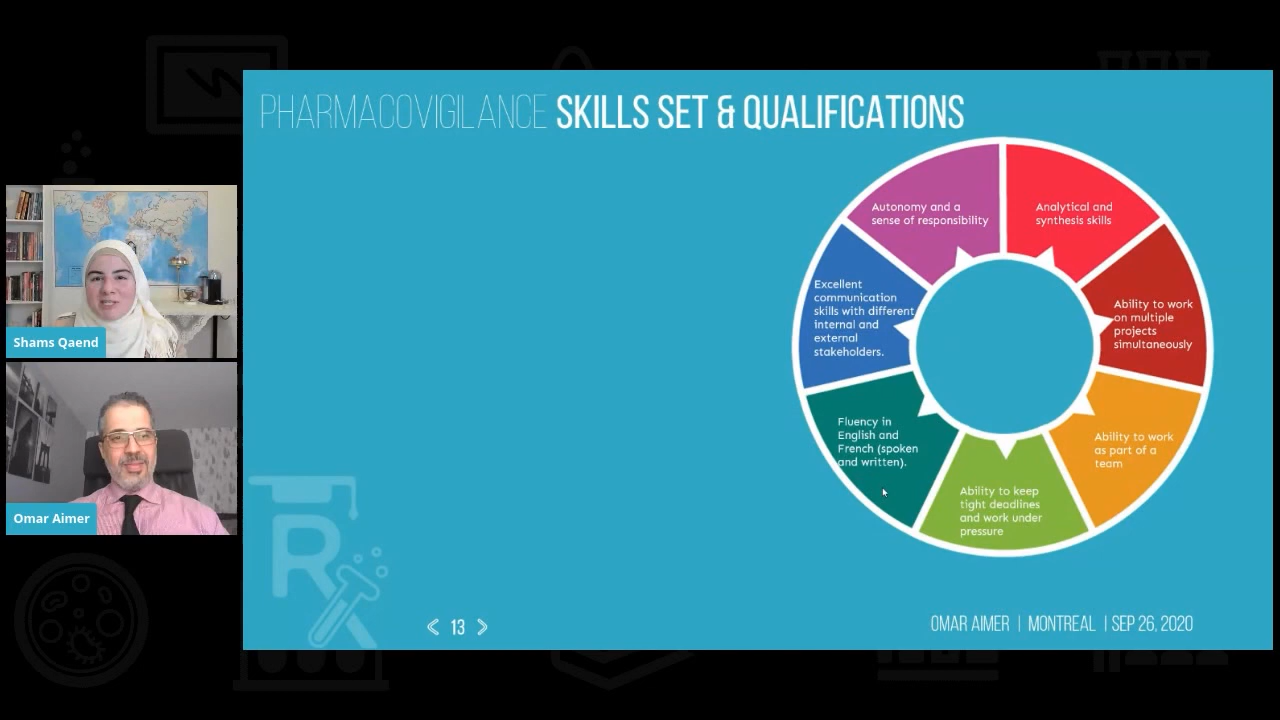 PHARMACOVIGILANCE SKILLS SET & QUALIFICATIONS
Autonomy and a
sense of responsibility
Analytical and
synthesis skills
Excellent
communication
skills with different
internal and
external
stakeholders.
Ability to work
on multiple
projects
simultaneously
Fluency in
English and
French (spoken
and written).
Ability to work
as part of a
team
Ability to keep
tight deadlines
and work under
pressure
Shams Qaend
Omar Aimer
R
< 13 >
OMAR AIMER | MONTREAL | SEP 26, 2020